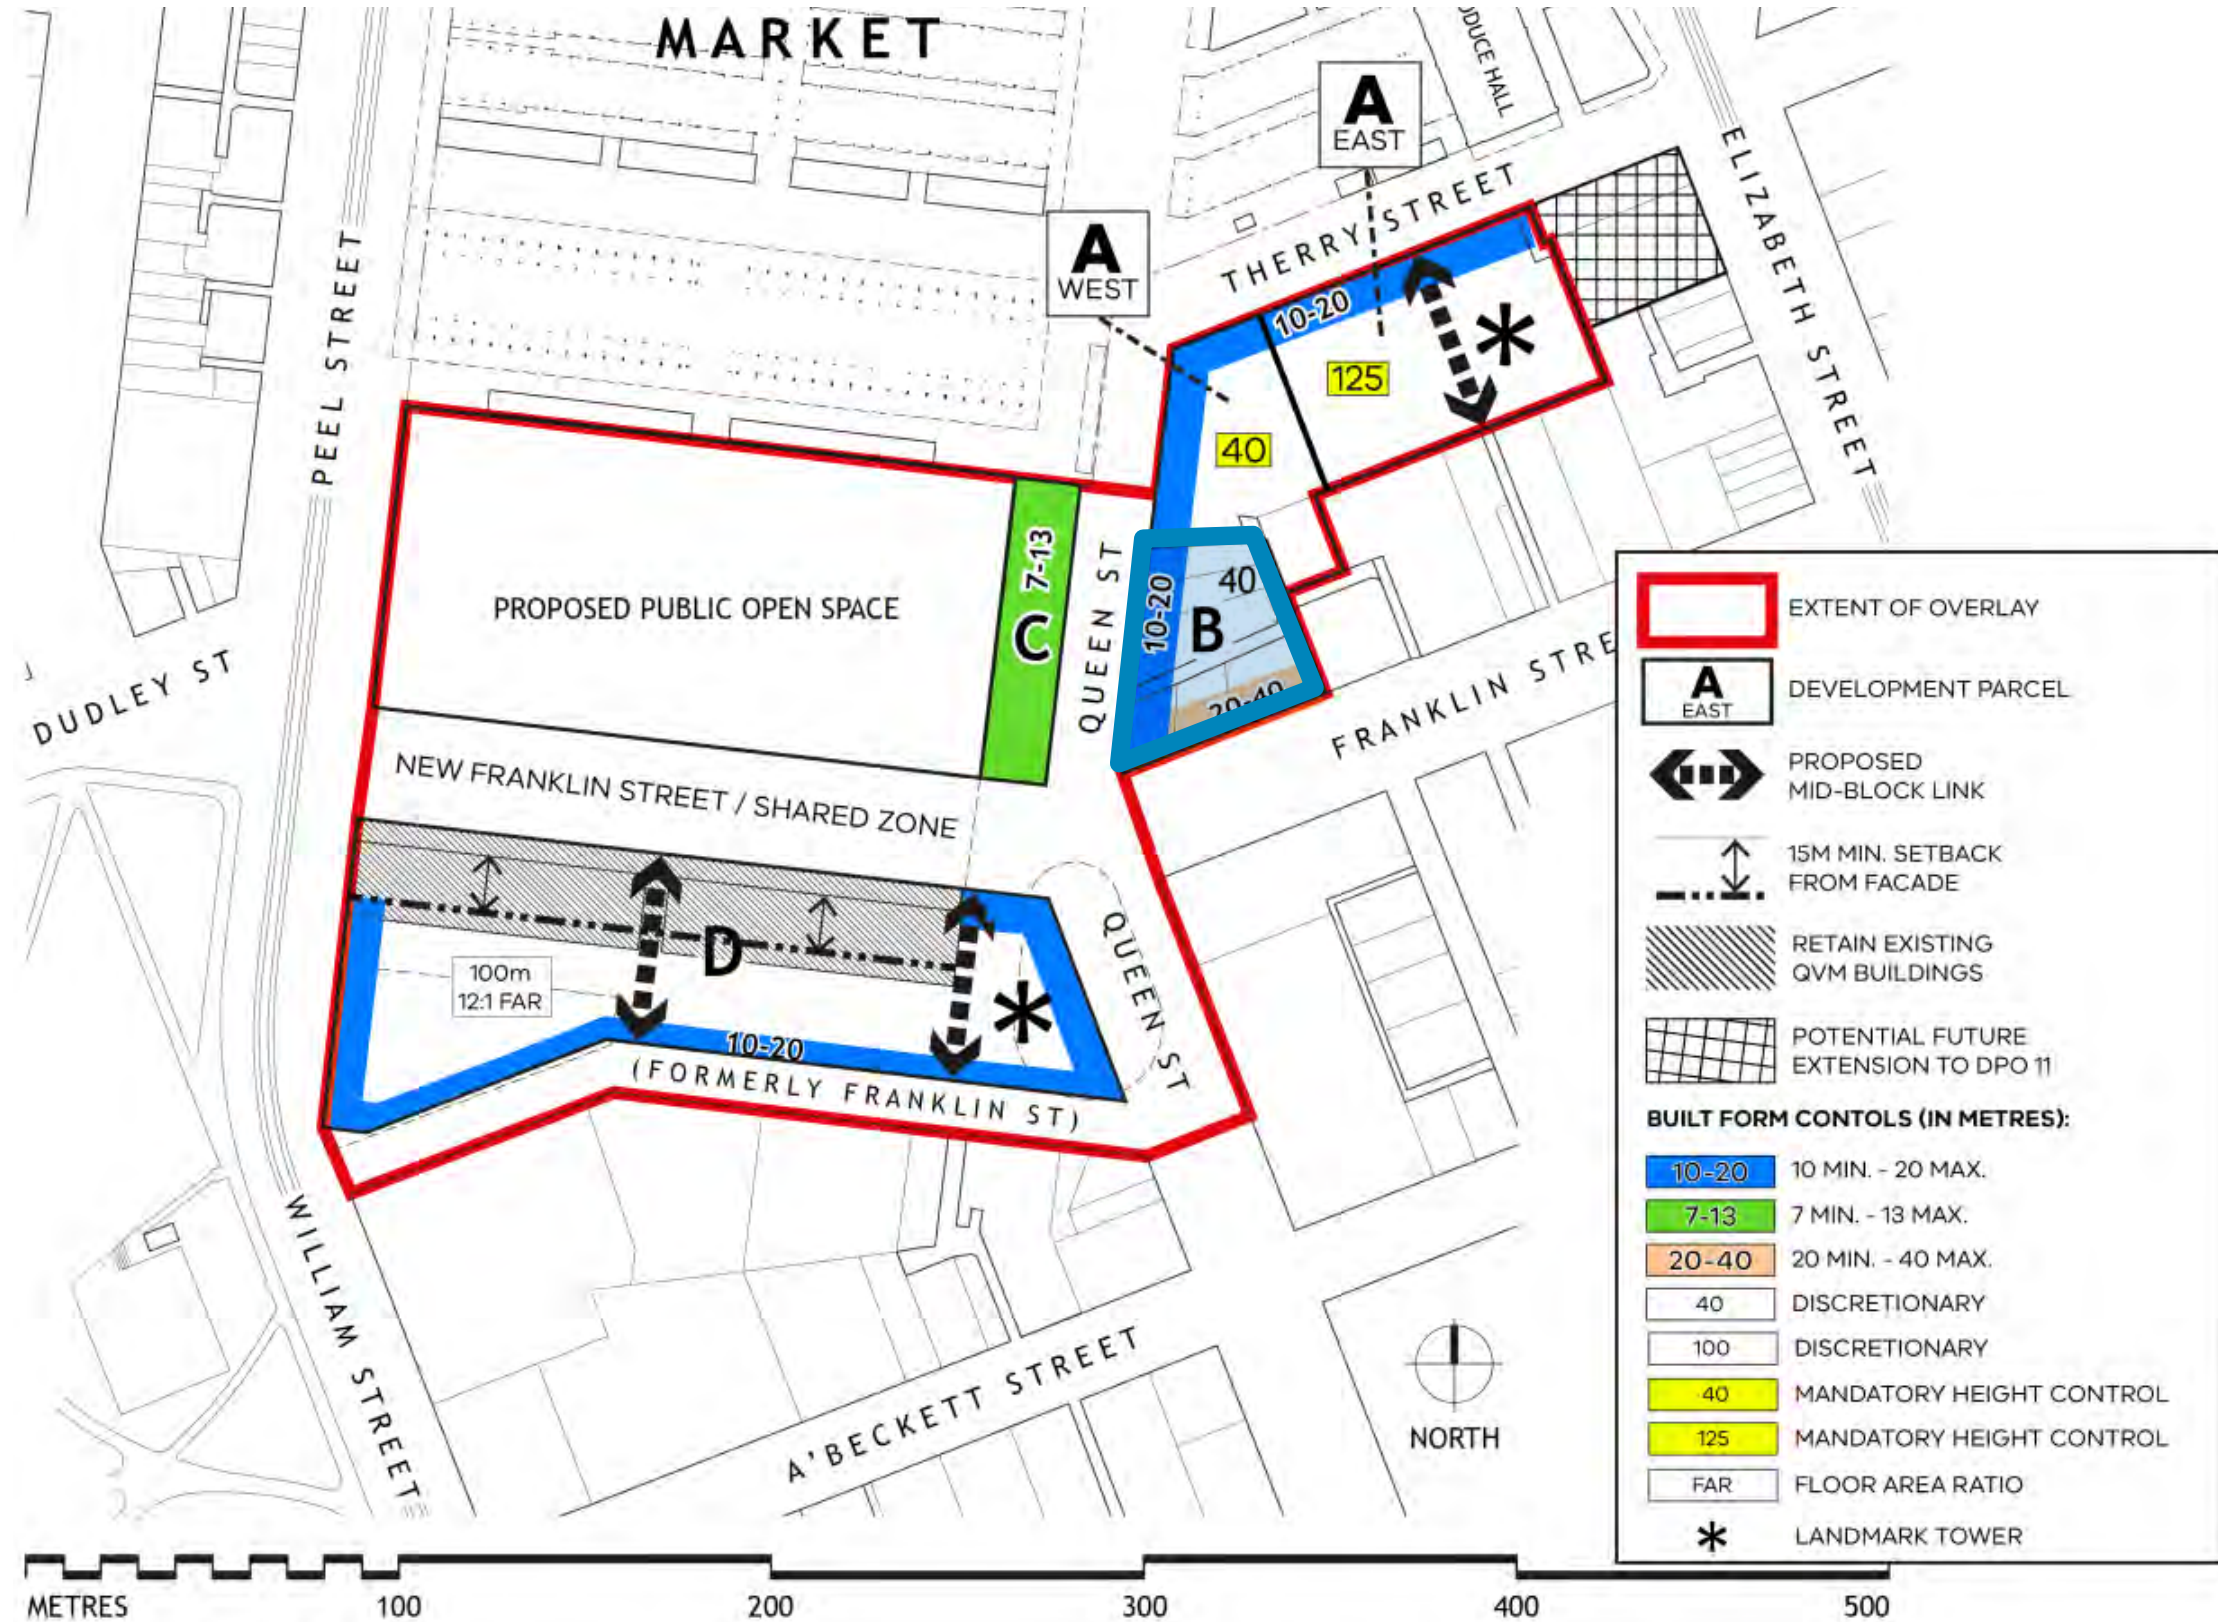 MARKET
ODUCE HALL
A
EAST
A
WEST
THERRY STREET
ELIZABETH STREET
PEEL STREET
10-20
125
40
7-13
C
QUEEN ST
10-20
40
B
20-40
PROPOSED PUBLIC OPEN SPACE
DUDLEY ST
FRANKLIN STRE
NEW FRANKLIN STREET / SHARED ZONE
D
100m
12:1 FAR
QUEEN ST
10-20
(FORMERLY FRANKLIN ST)
WILLIAM STREET
A'BECKETT STREET
NORTH
EXTENT OF OVERLAY
A
EAST
DEVELOPMENT PARCEL
PROPOSED
MID-BLOCK LINK
15M MIN. SETBACK
FROM FACADE
RETAIN EXISTING
QVM BUILDINGS
POTENTIAL FUTURE
EXTENSION TO DPO 11
BUILT FORM CONTOLS (IN METRES):
10-20 10 MIN. - 20 MAX.
7-13 7 MIN. - 13 MAX.
20-40 20 MIN. - 40 MAX.
40 DISCRETIONARY
100 DISCRETIONARY
40 MANDATORY HEIGHT CONTROL
125 MANDATORY HEIGHT CONTROL
FAR FLOOR AREA RATIO
* LANDMARK TOWER
METRES 100 200 300 400 500